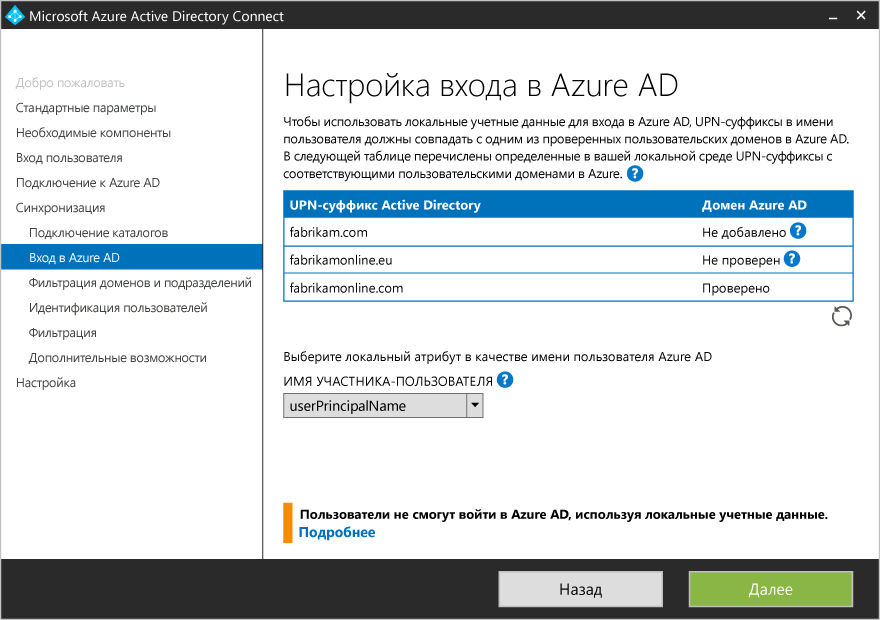 Microsoft Azure Active Directory Connect
Добро пожаловать
Стандартные параметры
Необходимые компоненты
Вход пользователя
Подключение к Azure AD
Синхронизация
Подключение каталогов
Вход в Azure AD
Фильтрация доменов и подразделений
Идентификация пользователей
Фильтрация
Дополнительные возможности
Настройка
Настройка входа в Azure AD
Чтобы использовать локальные учетные данные для входа в Azure AD, UPN-суффиксы в имени
пользователя должны совпадать с одним из проверенных пользовательских доменов в Azure AD.
В следующей таблице перечислены определенные в вашей локальной среде UPN-суффиксы с
соответствующими пользовательскими доменами в Azure. ?
UPN-суффикс Active Directory Домен Azure AD
fabrikam.com Не добавлено ?
fabrikamonline.eu Не проверен ?
fabrikamonline.com Проверено
Выберите локальный атрибут в качестве имени пользователя Azure AD
ИМЯ УЧАСТНИКА-ПОЛЬЗОВАТЕЛЯ ?
userPrincipalName
Пользователи не смогут войти в Azure AD, используя локальные учетные данные.
Подробнее
Назад Далее